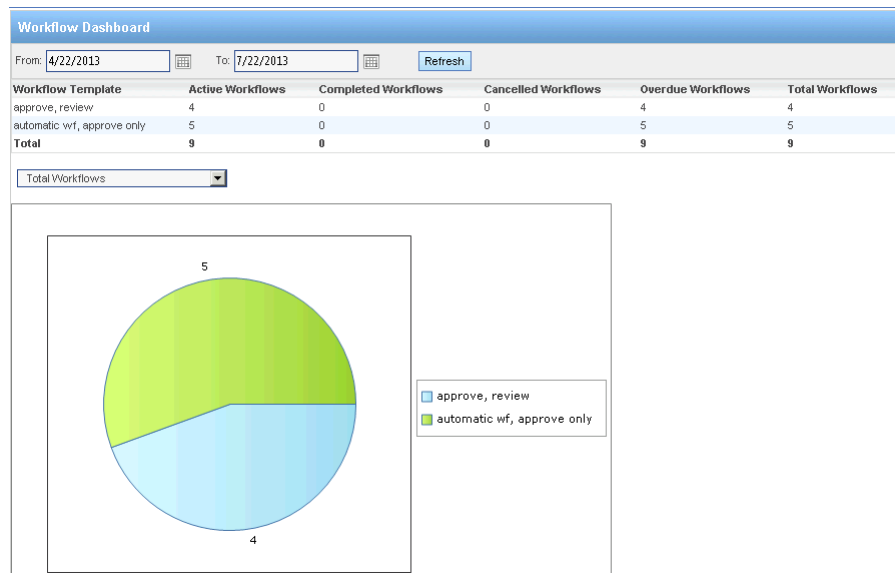 Workflow Dashboard
From: 4/22/2013 To: 7/22/2013 Refresh
Workflow Template Active Workflows Completed Workflows Cancelled Workflows Overdue Workflows Total Workflows
approve, review 4 0 0 4 4
automatic wf, approve only 5 0 0 5 5
Total 9 0 0 9 9
Total Workflows
5
approve, review
automatic wf, approve only
4